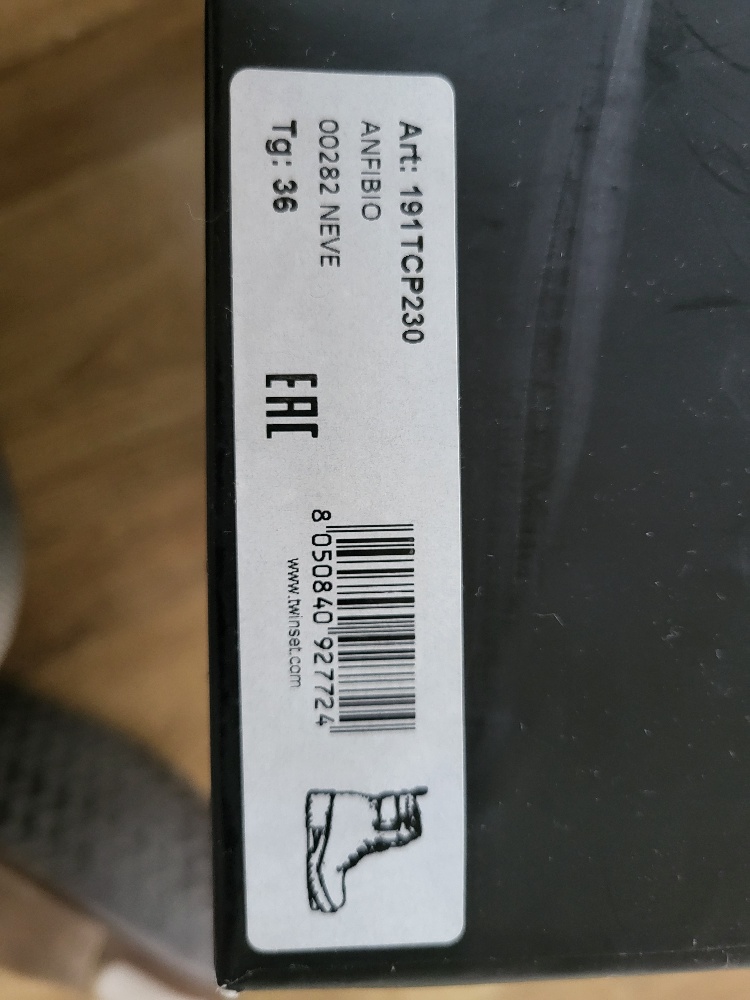 Art: 191TCP230
ANFIBIO
00282 NEVE
Tg: 36
EAC
8 050840 927724
www.twinset.com